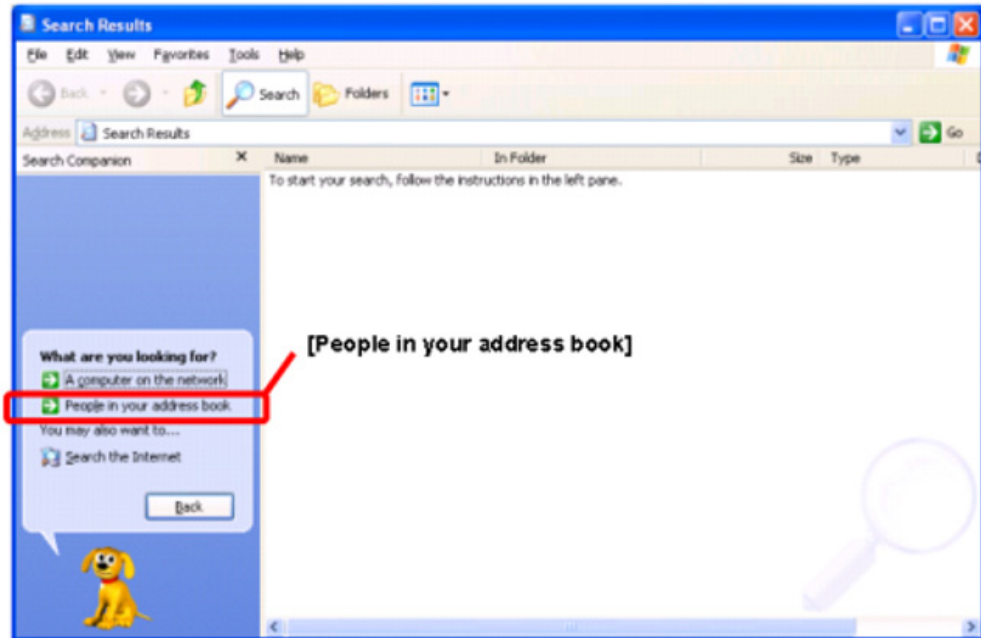 Search Results
File Edit View Favorites Tools Help
Back Search Folders
Address Search Results Go
Search Companion Name In Folder Size Type
To start your search, follow the instructions in the left pane.
[People in your address book]
What are you looking for?
A computer on the network
People in your address book
You may also want to...
Search the Internet
Back